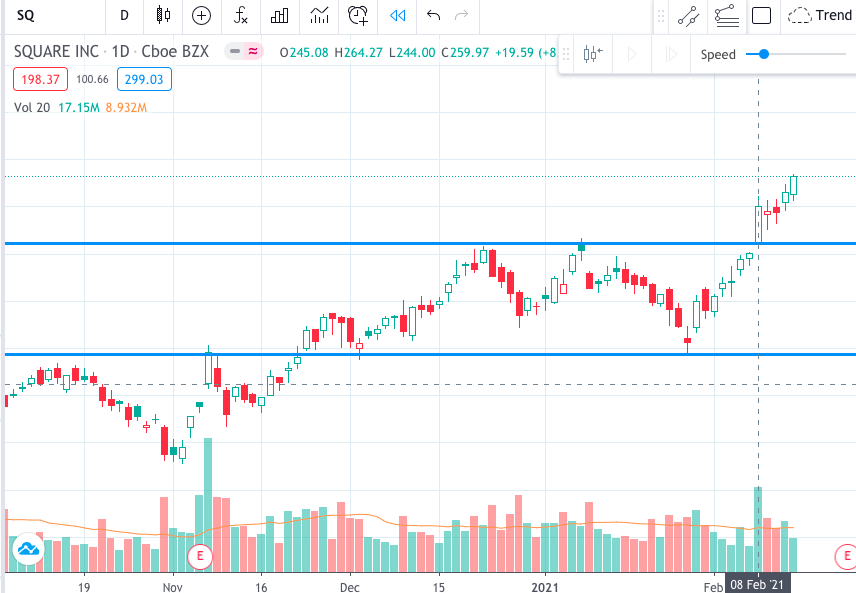 SQ D Trend
SQUARE INC · 1D · Cboe BZX O245.08 H264.27 L244.00 C259.97 +19.59 (+8 Speed
198.37 100.66 299.03
Vol 20 17.15M 8.932M
E E
19 Nov 16 Dec 15 2021 Feb 08 Feb '21